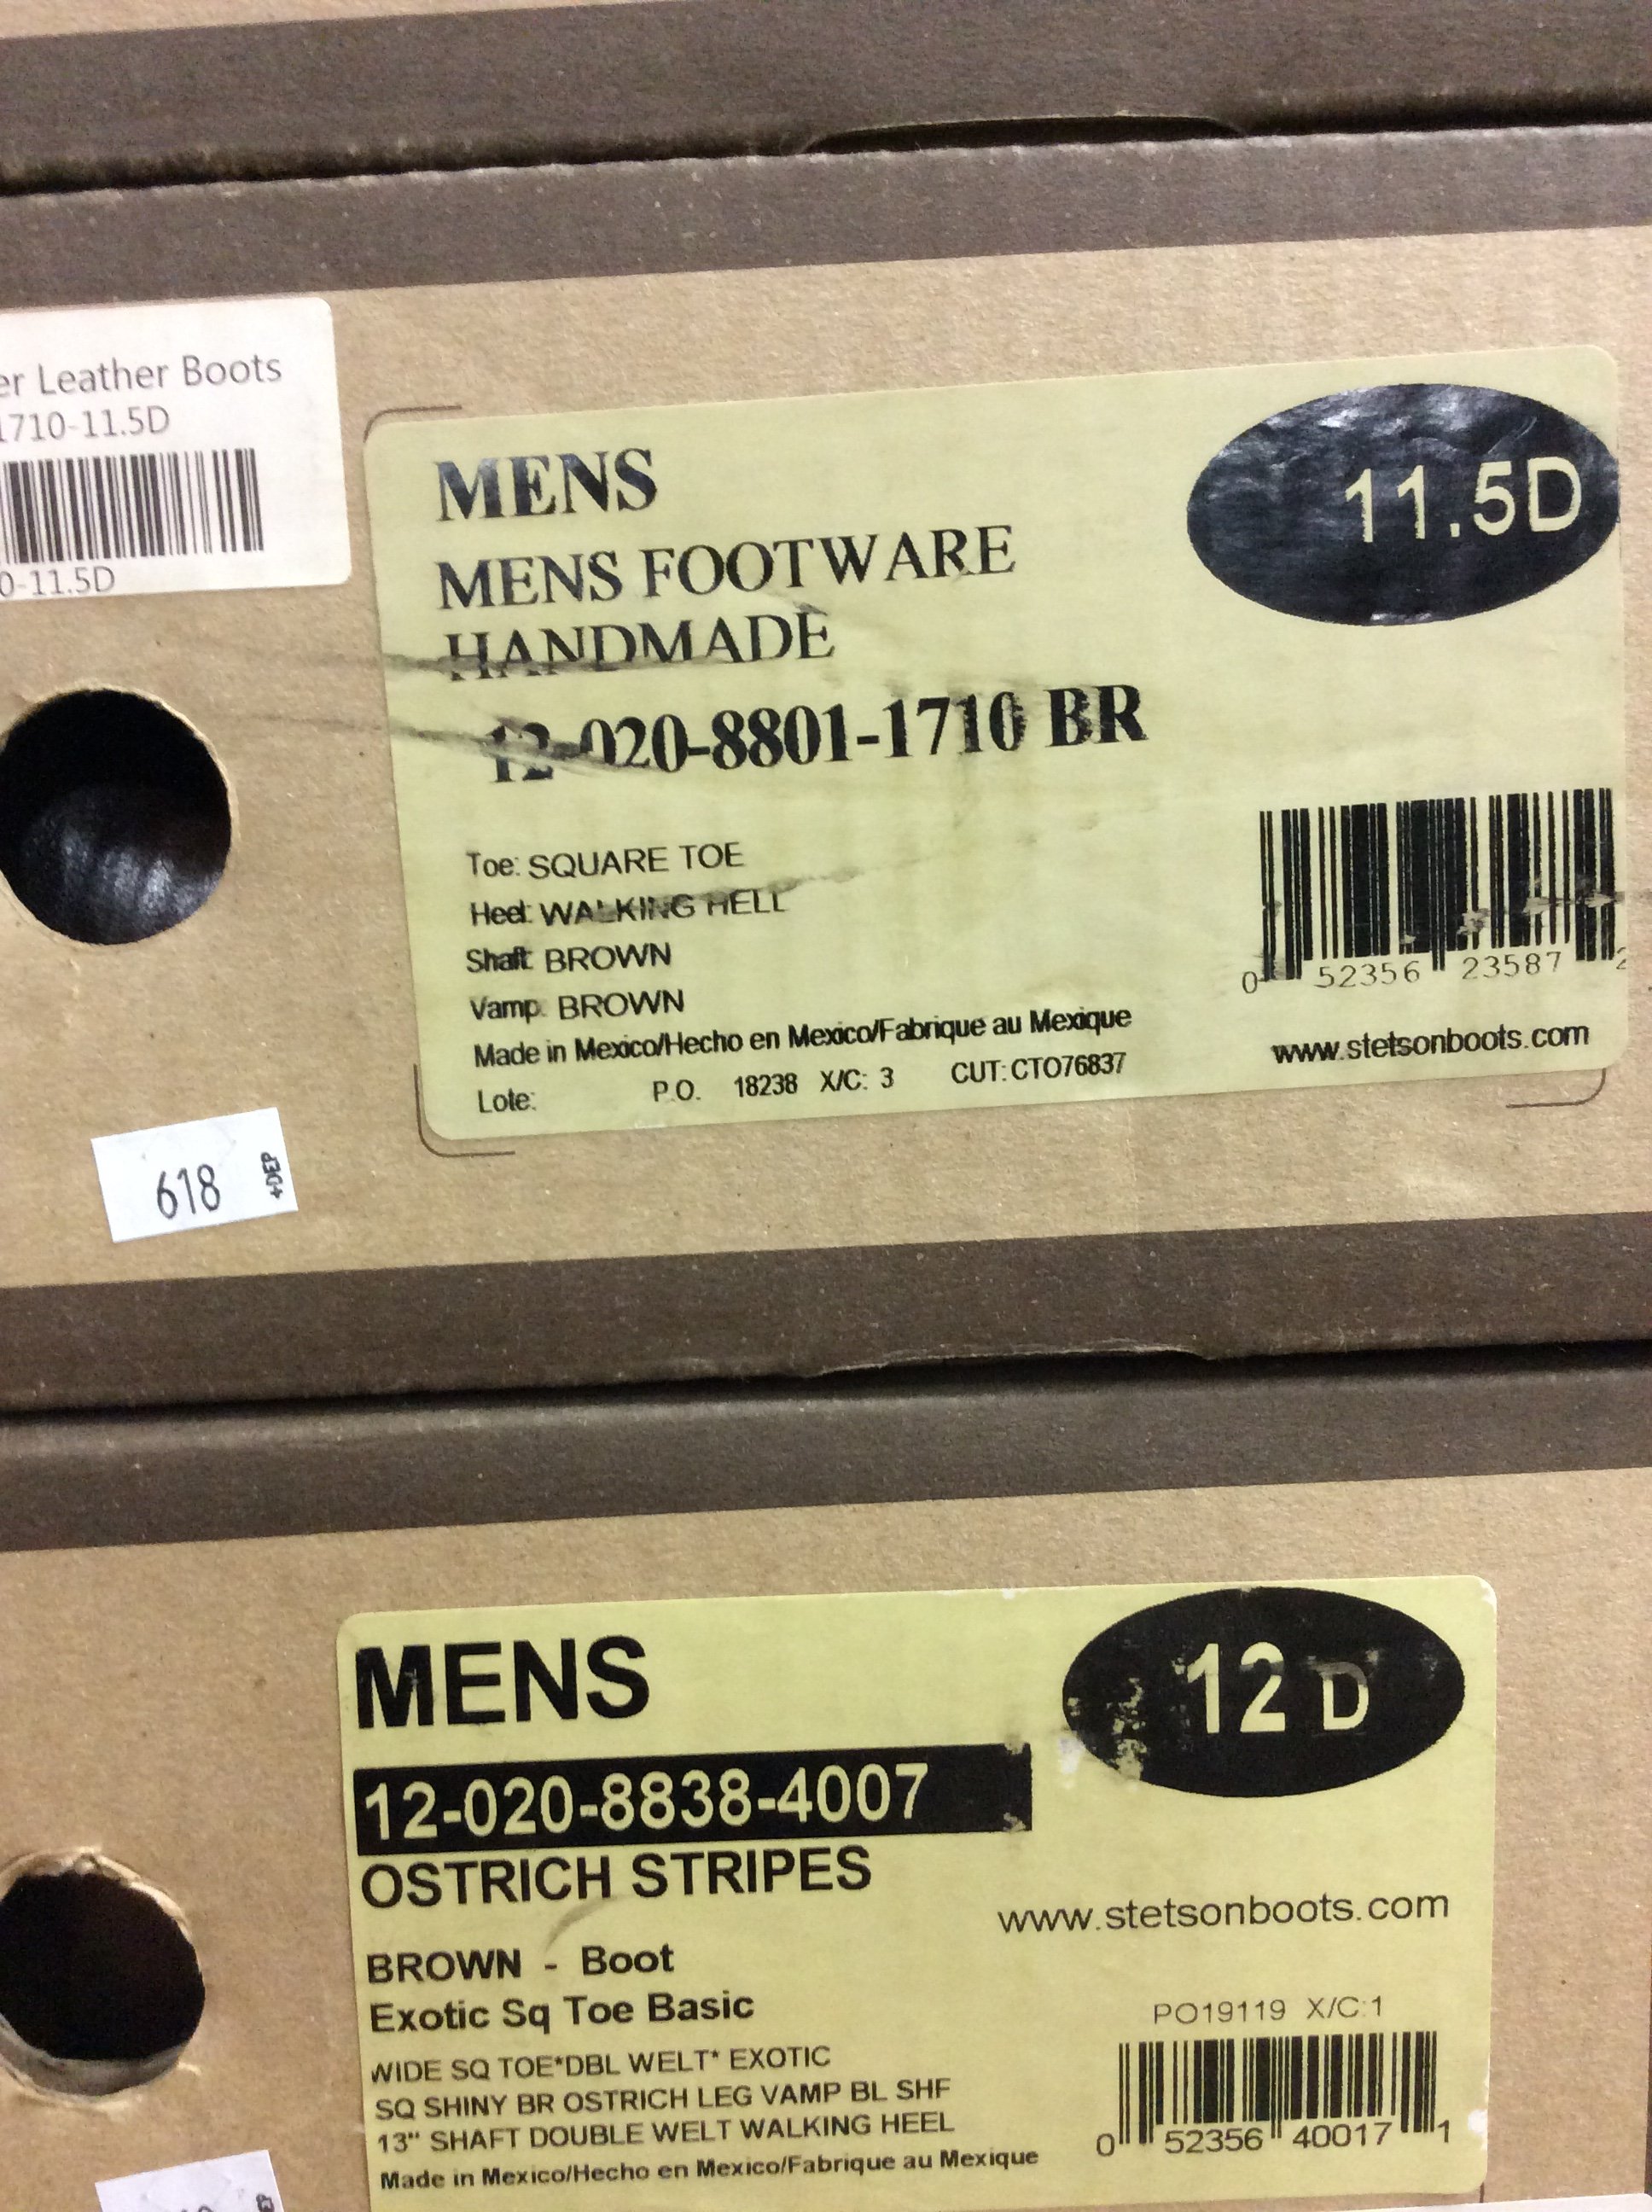 er Leather Boots
1710-11.5D
0-11.5D
MENS
11.5D
MENS FOOTWARE
HANDMADE
12-020-8801-1710 BR
Toe: SQUARE TOE
Heel: WALKING HELL
Shaft: BROWN
Vamp: BROWN
Made in Mexico/Hecho en Mexico/Fabrique au Mexique
Lote: P.O. 18238 X/C: 3 CUT: CTO76837
0 52356 23587 2
www.stetsonboots.com
618 +DEP
MENS
12 D
12-020-8838-4007
OSTRICH STRIPES
www.stetsonboots.com
BROWN - Boot
Exotic Sq Toe Basic
WIDE SQ TOE*DBL WELT* EXOTIC
SQ SHINY BR OSTRICH LEG VAMP BL SHF
13" SHAFT DOUBLE WELT WALKING HEEL
Made in Mexico/Hecho en Mexico/Fabrique au Mexique
PO19119 X/C:1
0 52356 40017 1